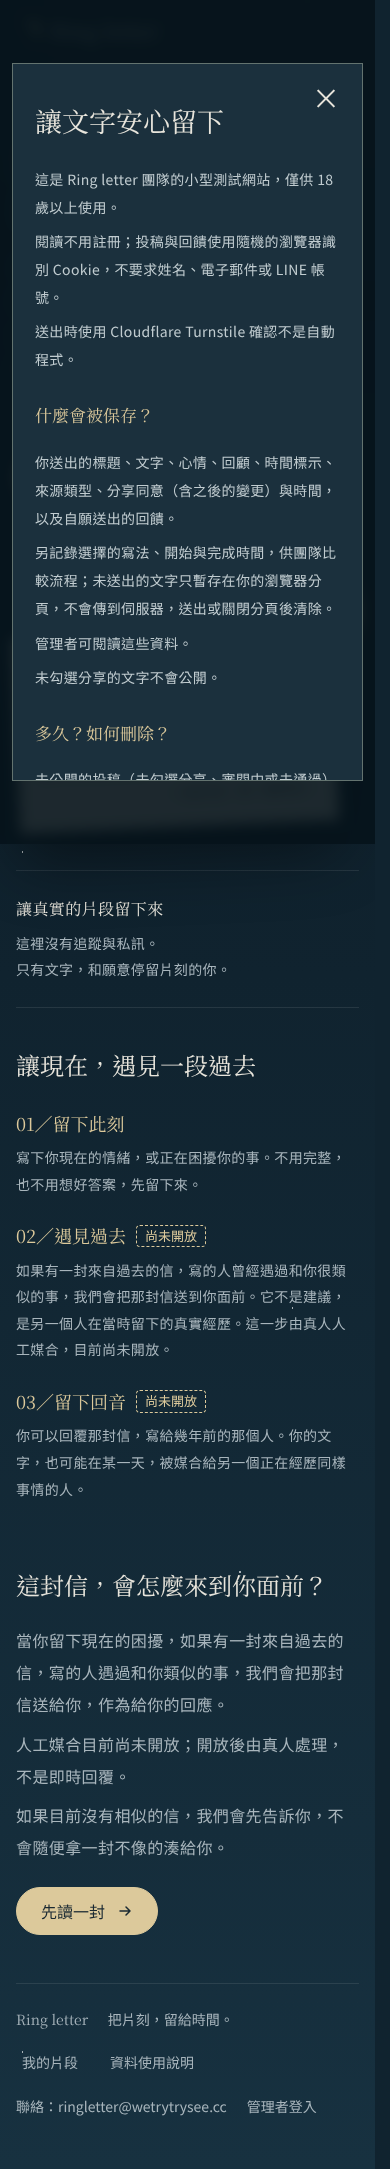 讓文字安心留下
這是 Ring letter 團隊的小型測試網站，僅供 18
歲以上使用。
閱讀不用註冊；投稿與回饋使用隨機的瀏覽器識
別 Cookie，不要求姓名、電子郵件或 LINE 帳
號。
送出時使用 Cloudflare Turnstile 確認不是自動
程式。
什麼會被保存？
你送出的標題、文字、心情、回顧、時間標示、
來源類型、分享同意（含之後的變更）與時間，
以及自願送出的回饋。
另記錄選擇的寫法、開始與完成時間，供團隊比
較流程；未送出的文字只暫存在你的瀏覽器分
頁，不會傳到伺服器，送出或關閉分頁後清除。
管理者可閱讀這些資料。
未勾選分享的文字不會公開。
多久？如何刪除？
未公開的投稿（未勾選分享、審閱中或未通過）
讓真實的片段留下來
這裡沒有追蹤與私訊。
只有文字，和願意停留片刻的你。
讓現在，遇見一段過去
01／留下此刻
寫下你現在的情緒，或正在困擾你的事。不用完整，
也不用想好答案，先留下來。
02／遇見過去 尚未開放
如果有一封來自過去的信，寫的人曾經遇過和你很類
似的事，我們會把那封信送到你面前。它不是建議，
是另一個人在當時留下的真實經歷。這一步由真人人
工媒合，目前尚未開放。
03／留下回音 尚未開放
你可以回覆那封信，寫給幾年前的那個人。你的文
字，也可能在某一天，被媒合給另一個正在經歷同樣
事情的人。
這封信，會怎麼來到你面前？
當你留下現在的困擾，如果有一封來自過去的
信，寫的人遇過和你類似的事，我們會把那封
信送給你，作為給你的回應。
人工媒合目前尚未開放；開放後由真人處理，
不是即時回覆。
如果目前沒有相似的信，我們會先告訴你，不
會隨便拿一封不像的湊給你。
先讀一封 →
Ring letter 把片刻，留給時間。
我的片段 資料使用說明
聯絡：ringletter@wetrytrysee.cc 管理者登入